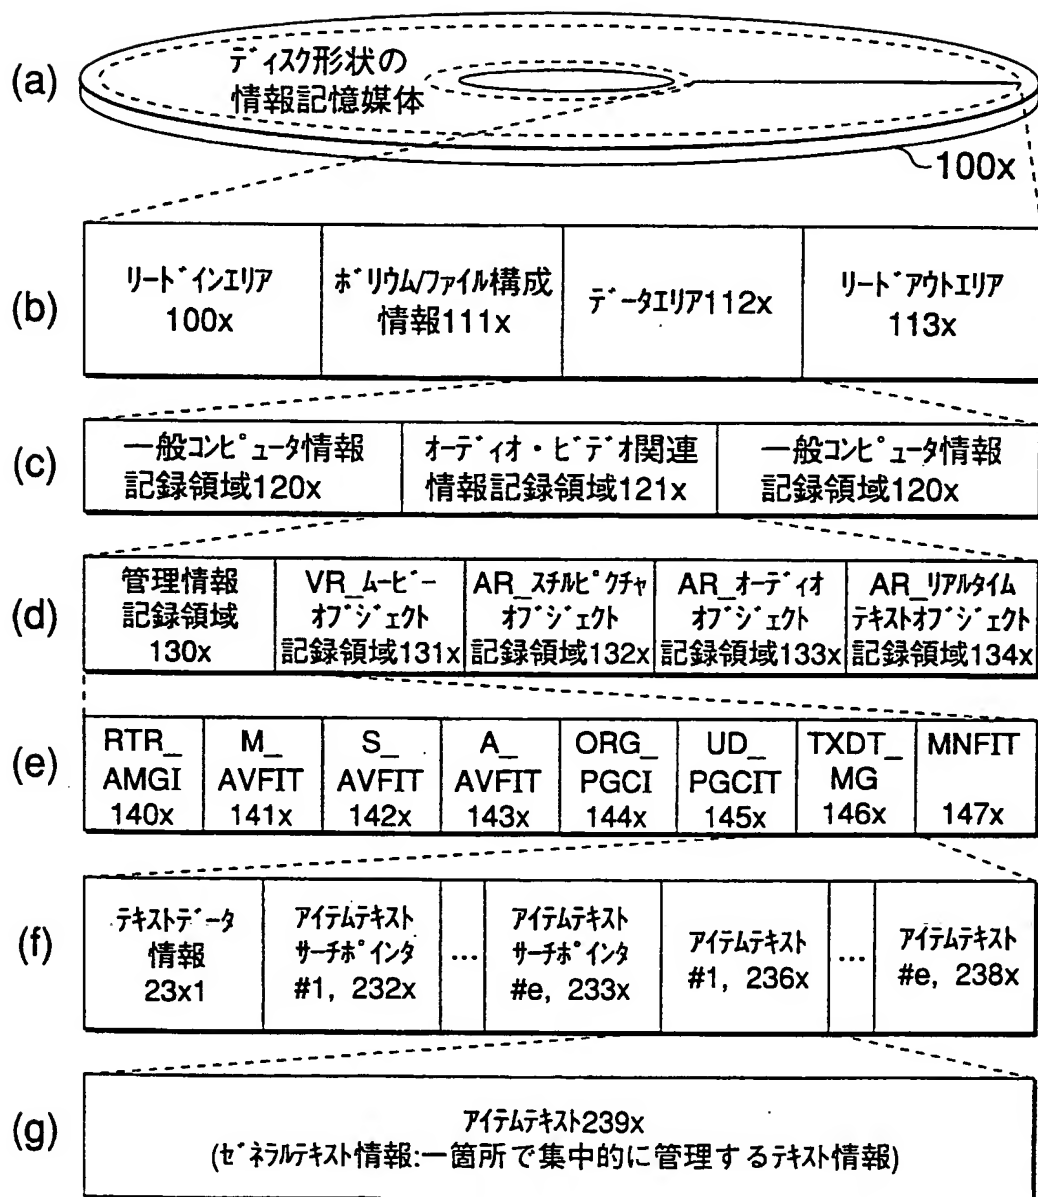 (a)
ディスク形状の
情報記憶媒体
100x
(b)
リードインエリア
100x
ボリウム/ファイル構成
情報111x
データエリア112x
リードアウトエリア
113x
(c)
一般コンピュータ情報
記録領域120x
オーディオ・ビデオ関連
情報記録領域121x
一般コンピュータ情報
記録領域120x
(d)
管理情報
記録領域
130x
VR_ムービー
オブジェクト
記録領域131x
AR_スチルピクチャ
オブジェクト
記録領域132x
AR_オーディオ
オブジェクト
記録領域133x
AR_リアルタイム
テキストオブジェクト
記録領域134x
(e)
RTR_
AMGI
140x
M_
AVFIT
141x
S_
AVFIT
142x
A_
AVFIT
143x
ORG_
PGCI
144x
UD_
PGCIT
145x
TXDT_
MG
146x
MNFIT
147x
(f)
テキストデータ
情報
23x1
アイテムテキスト
サーチポインタ
#1, 232x
...
アイテムテキスト
サーチポインタ
#e, 233x
アイテムテキスト
#1, 236x
...
アイテムテキスト
#e, 238x
(g)
アイテムテキスト239x
(ゼネラルテキスト情報:一箇所で集中的に管理するテキスト情報)